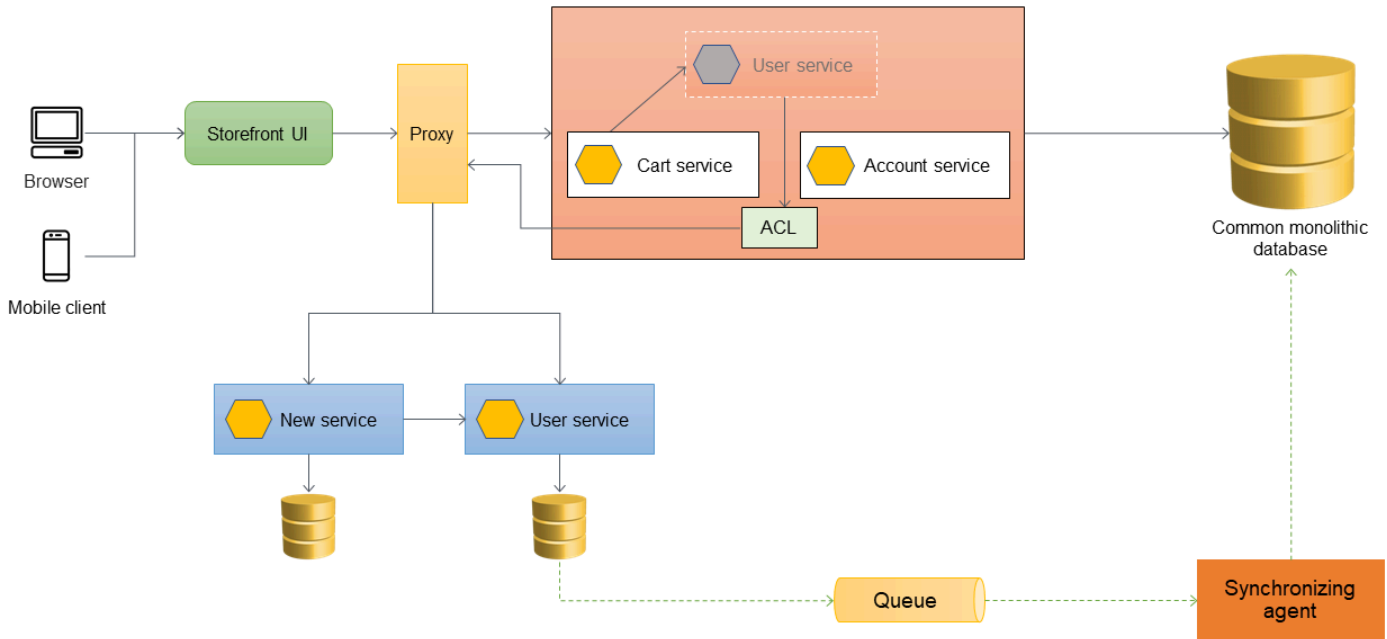 User service
Storefront UI
Proxy
Cart service
Account service
Browser
ACL
Common monolithic
database
Mobile client
New service
User service
Queue
Synchronizing
agent